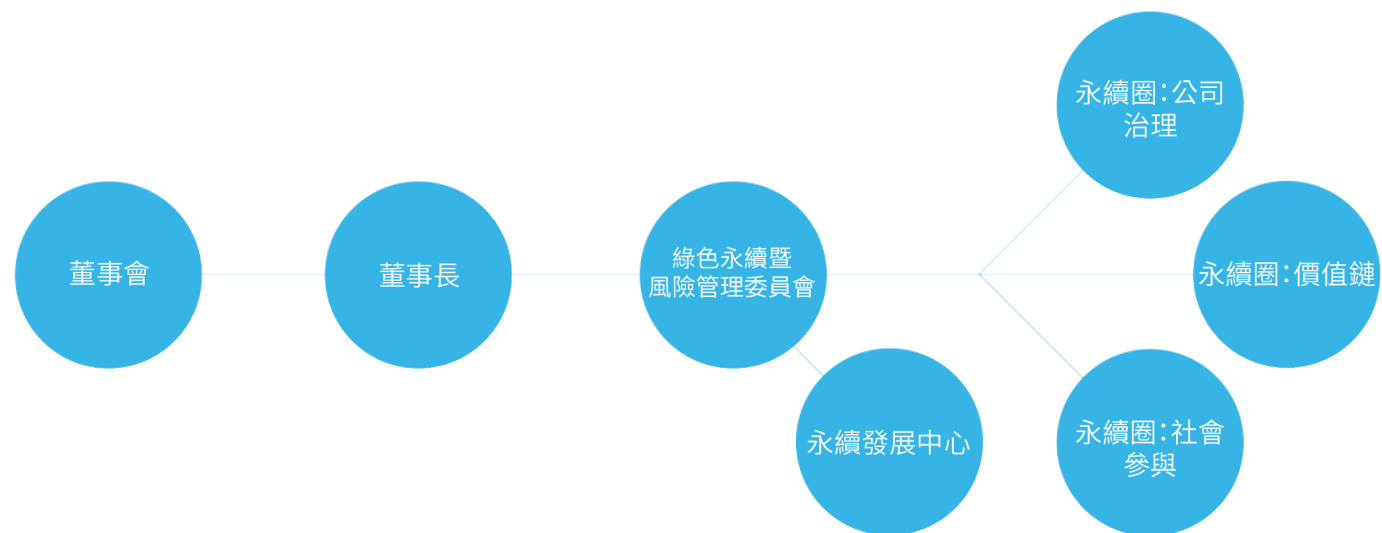 董事會
董事長
綠色永續暨
風險管理委員會
永續發展中心
永續圈：公司
治理
永續圈：價值鏈
永續圈：社會
參與